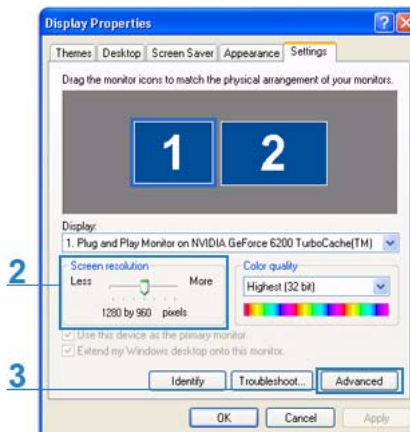 Display Properties
Themes Desktop Screen Saver Appearance Settings
Drag the monitor icons to match the physical arrangement of your monitors.
1 2
Display:
1. Plug and Play Monitor on NVIDIA GeForce 6200 TurboCache(TM)
2
Screen resolution
Less More
1280 by 960 pixels
Color quality
Highest (32 bit)
Use this device as the primary monitor.
Extend my Windows desktop onto this monitor.
3
Identify Troubleshoot... Advanced
OK Cancel Apply